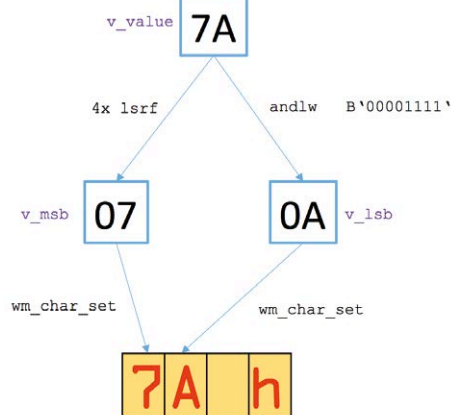 v_value 7A
4x lsrf andlw B'00001111'
v_msb 07 0A v_lsb
wm_char_set
wm_char_set
7A h